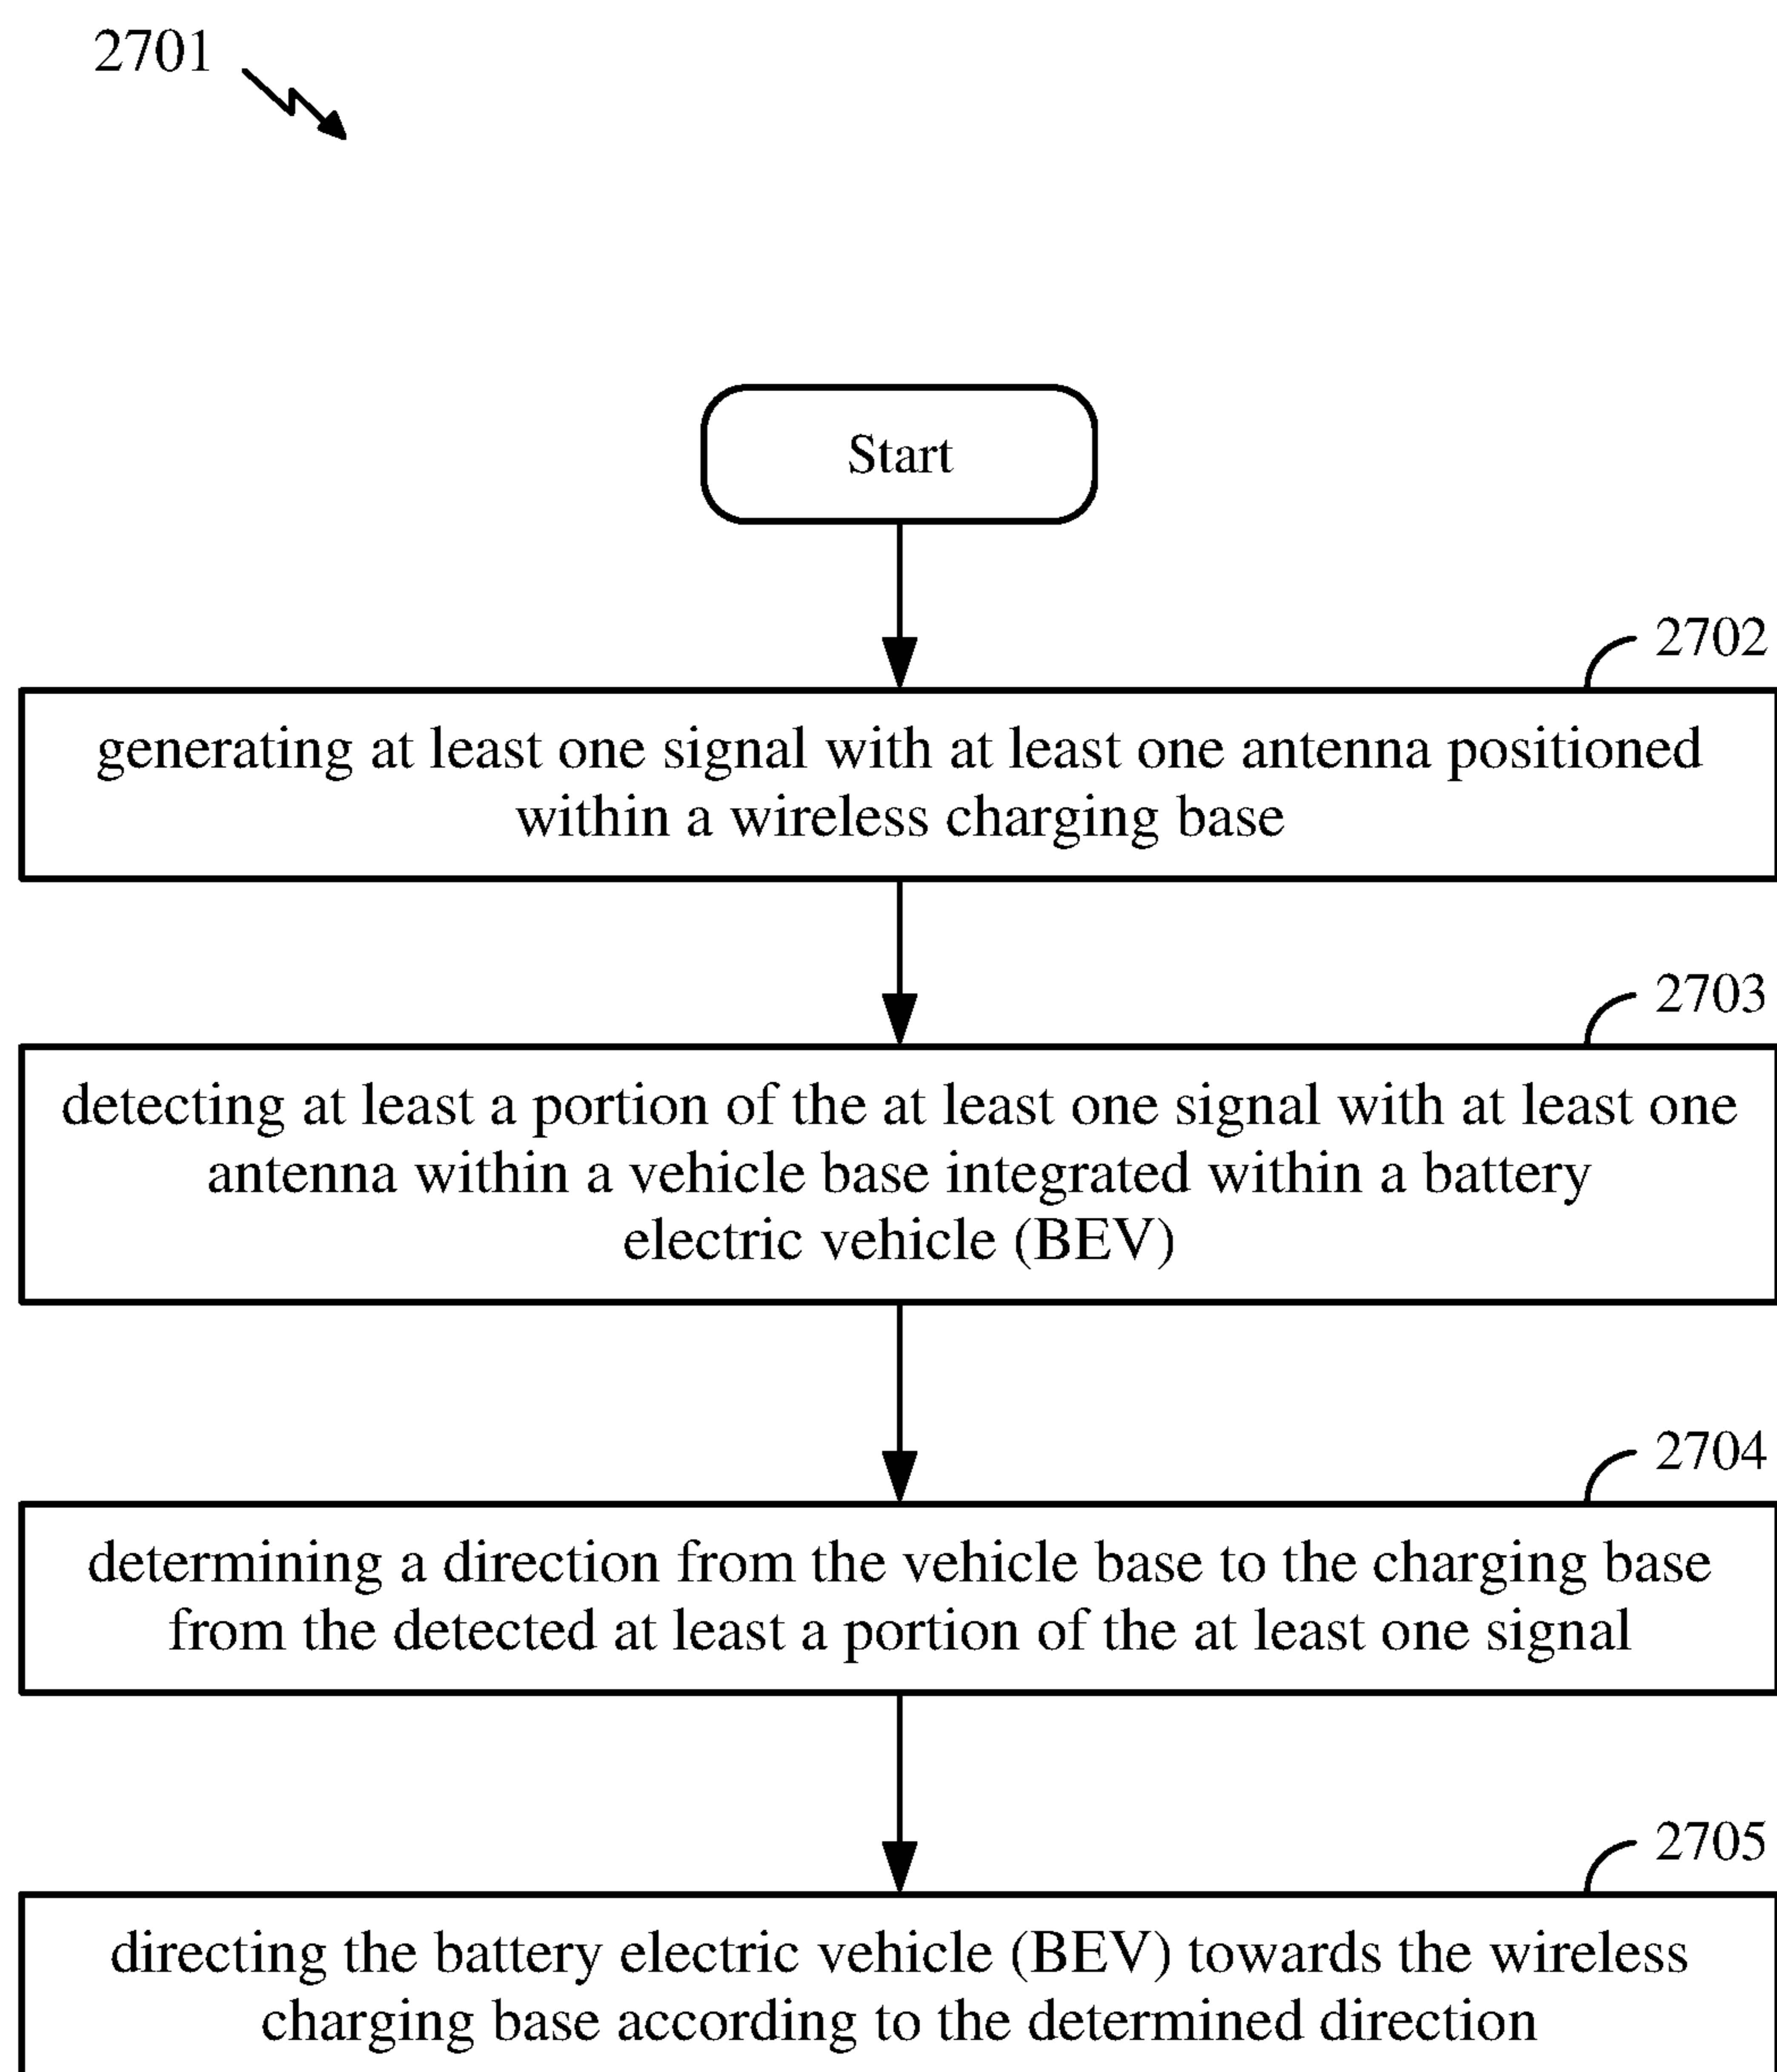 2701
Start
2702
generating at least one signal with at least one antenna positioned
within a wireless charging base
2703
detecting at least a portion of the at least one signal with at least one
antenna within a vehicle base integrated within a battery
electric vehicle (BEV)
2704
determining a direction from the vehicle base to the charging base
from the detected at least a portion of the at least one signal
2705
directing the battery electric vehicle (BEV) towards the wireless
charging base according to the determined direction